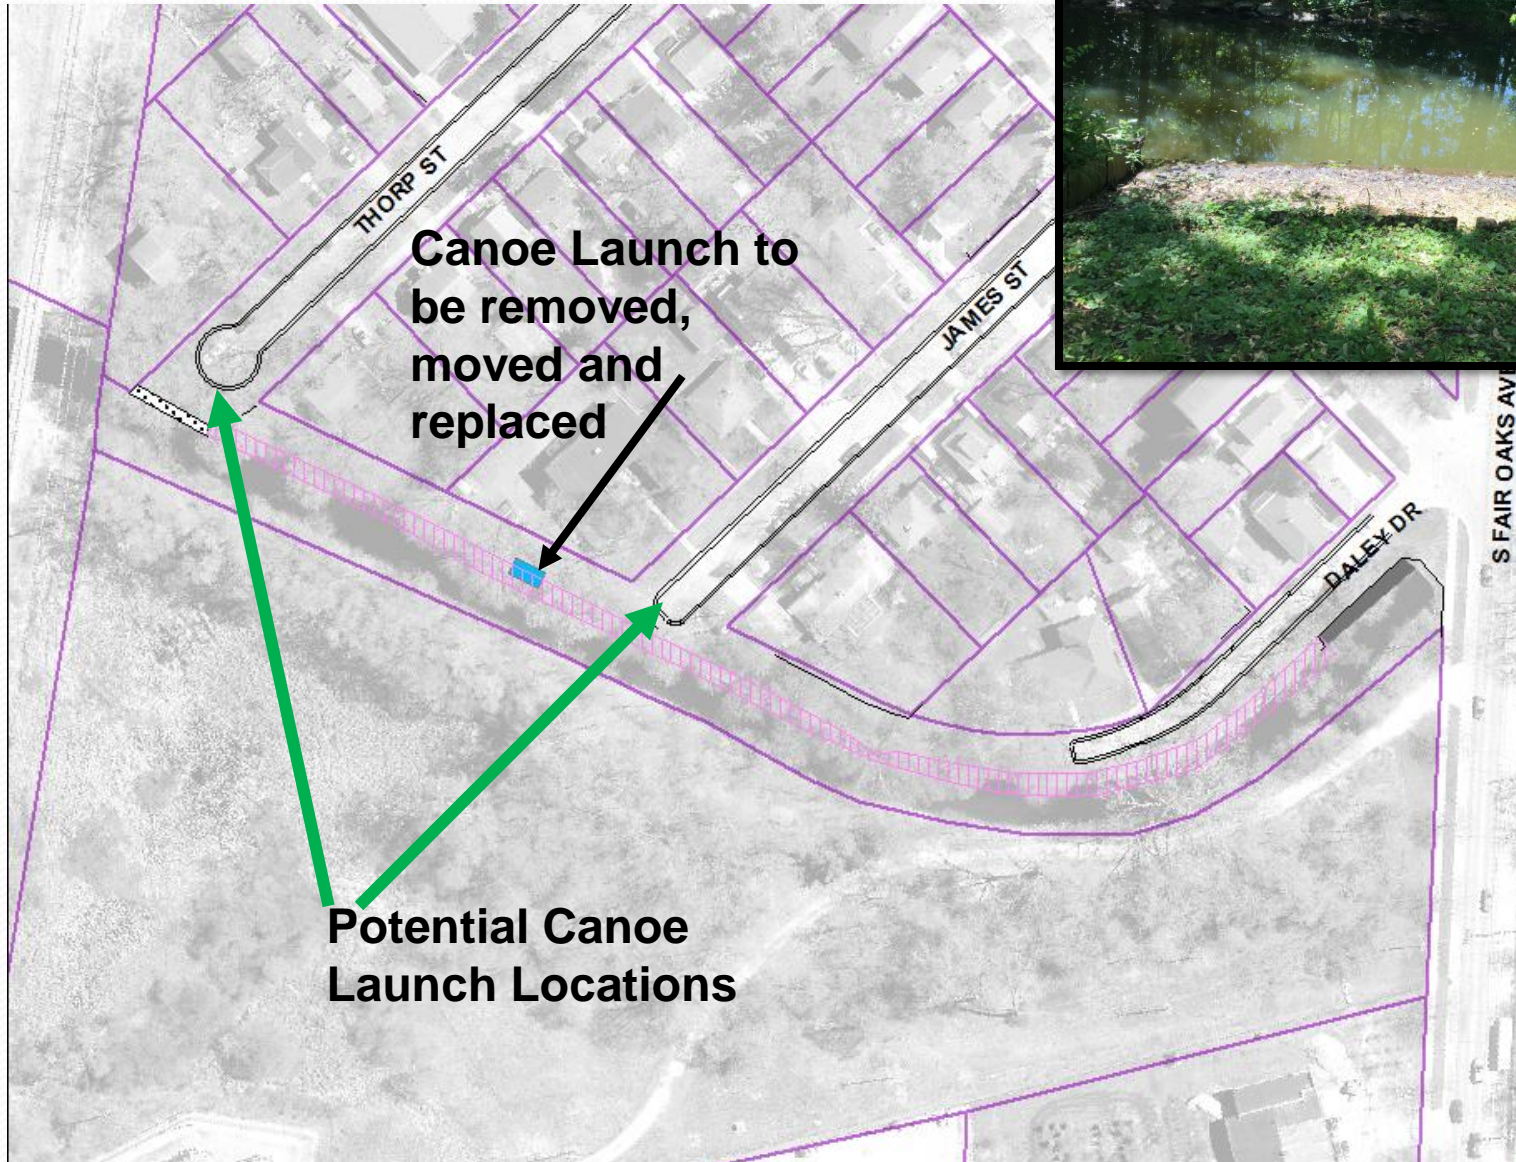 THORP ST
Canoe Launch to
be removed,
moved and
replaced
JAMES ST
S FAIR OAKS AVE
DALEY DR
Potential Canoe
Launch Locations